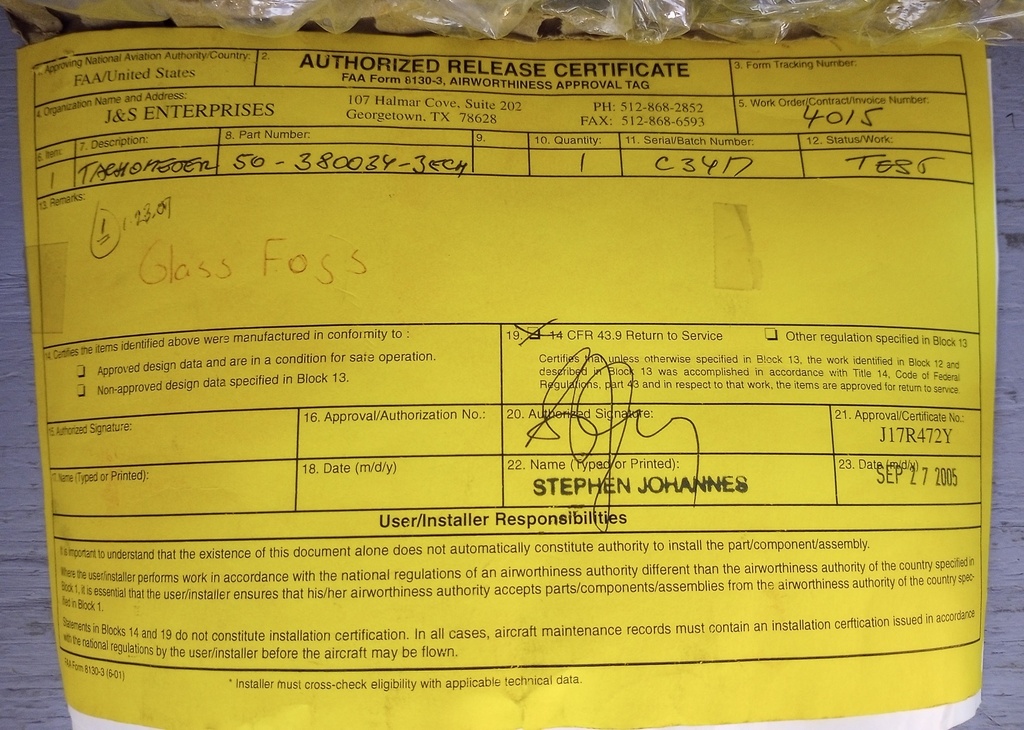 1. Approving National Aviation Authority/Country:
FAA/United States
2.
AUTHORIZED RELEASE CERTIFICATE
FAA Form 8130-3, AIRWORTHINESS APPROVAL TAG
3. Form Tracking Number:
4. Organization Name and Address:
J&S ENTERPRISES
107 Halmar Cove, Suite 202
Georgetown, TX 78628
PH: 512-868-2852
FAX: 512-868-6593
5. Work Order/Contract/Invoice Number:
4015
6. Item:
7. Description:
8. Part Number:
9.
10. Quantity:
11. Serial/Batch Number:
12. Status/Work:
1
50-380034-3ECH
1
TEST
13. Remarks:
1
1.23.09
Glass Fogs
14. Certifies the items identified above were manufactured in conformity to :
❏ Approved design data and are in a condition for safe operation.
❏ Non-approved design data specified in Block 13.
19. ❏ 14 CFR 43.9 Return to Service
❏ Other regulation specified in Block 13
Certifies that unless otherwise specified in Block 13, the work identified in Block 12 and
described in Block 13 was accomplished in accordance with Title 14, Code of Federal
Regulations, part 43 and in respect to that work, the items are approved for return to service.
15. Authorized Signature:
16. Approval/Authorization No.:
20. Authorized Signature:
21. Approval/Certificate No.:
J17R472Y
17. Name (Typed or Printed):
18. Date (m/d/y)
22. Name (Typed or Printed):
STEPHEN JOHANNES
23. Date (m/d/y)
SEP 27 2005
User/Installer Responsibilities
It is important to understand that the existence of this document alone does not automatically constitute authority to install the part/component/assembly.
Where the user/installer performs work in accordance with the national regulations of an airworthiness authority different than the airworthiness authority of the country specified in
Block 1, it is essential that the user/installer ensures that his/her airworthiness authority accepts parts/components/assemblies from the airworthiness authority of the country spec-
ified in Block 1.
Statements in Blocks 14 and 19 do not constitute installation certification. In all cases, aircraft maintenance records must contain an installation certfication issued in accordance
with the national regulations by the user/installer before the aircraft may be flown.
FAA Form 8130-3 (6-01)
* Installer must cross-check eligibility with applicable technical data.